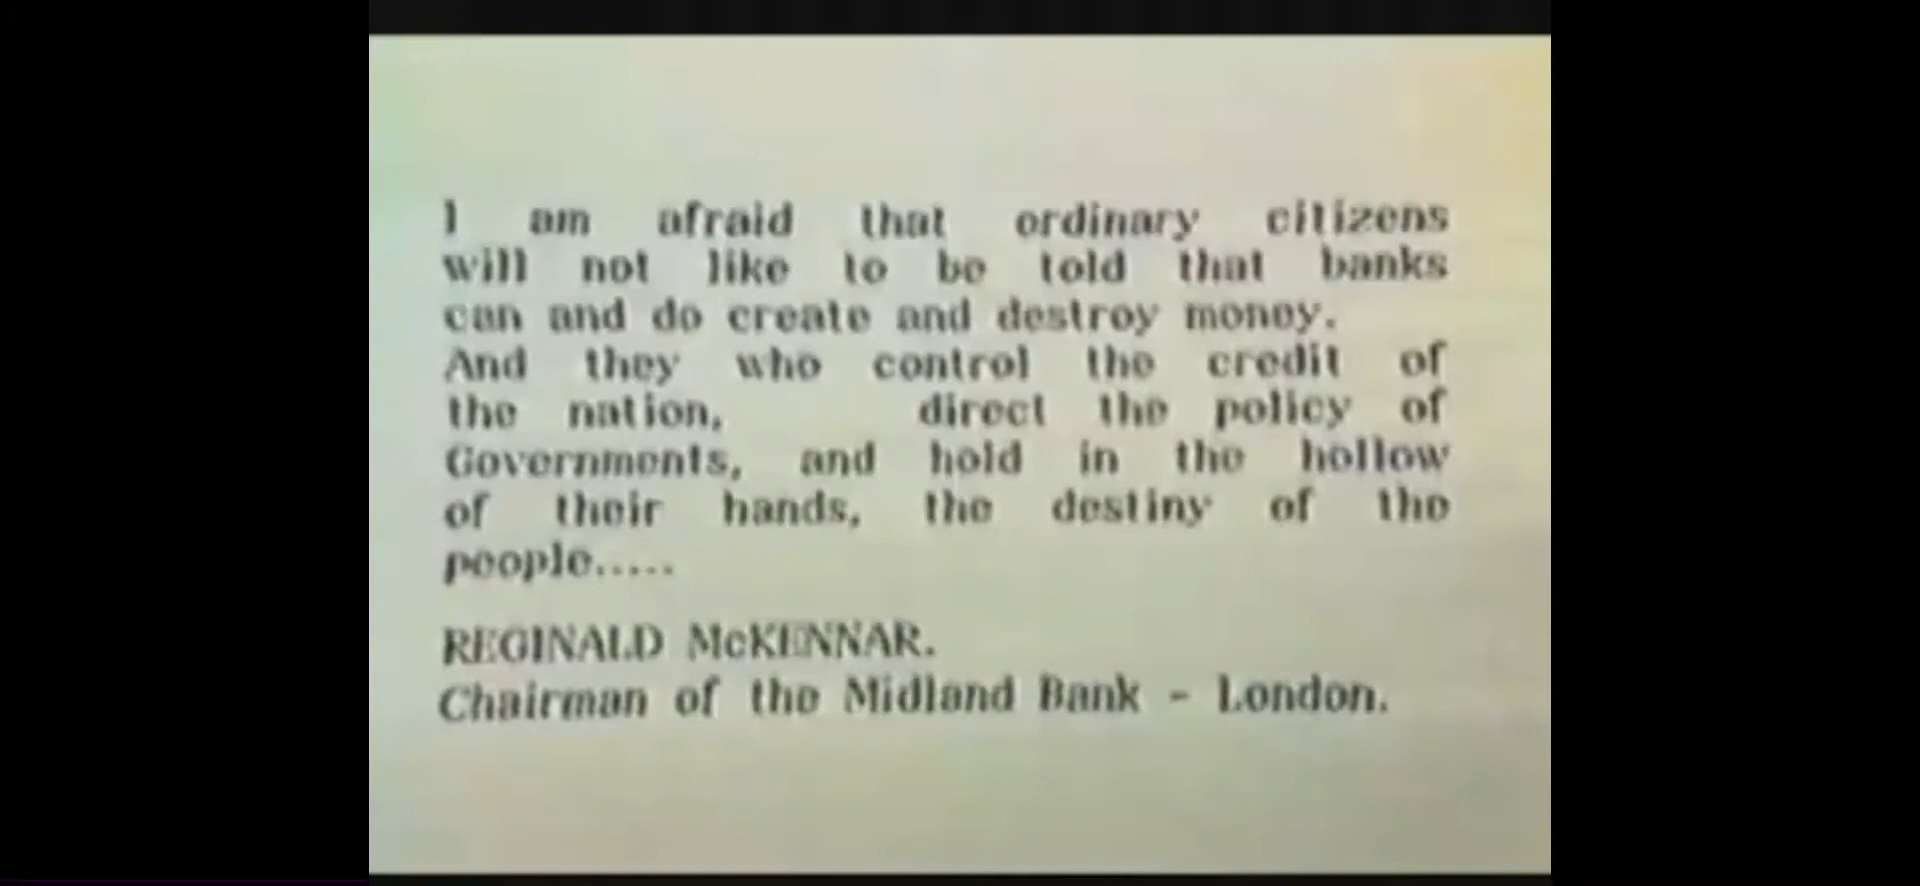 I am afraid that ordinary citizens
will not like to be told that banks
can and do create and destroy money.
And they who control the credit of
the nation, direct the policy of
Governments, and hold in the hollow
of their hands, the destiny of the
people.....
REGINALD McKENNAR.
Chairman of the Midland Bank - London.